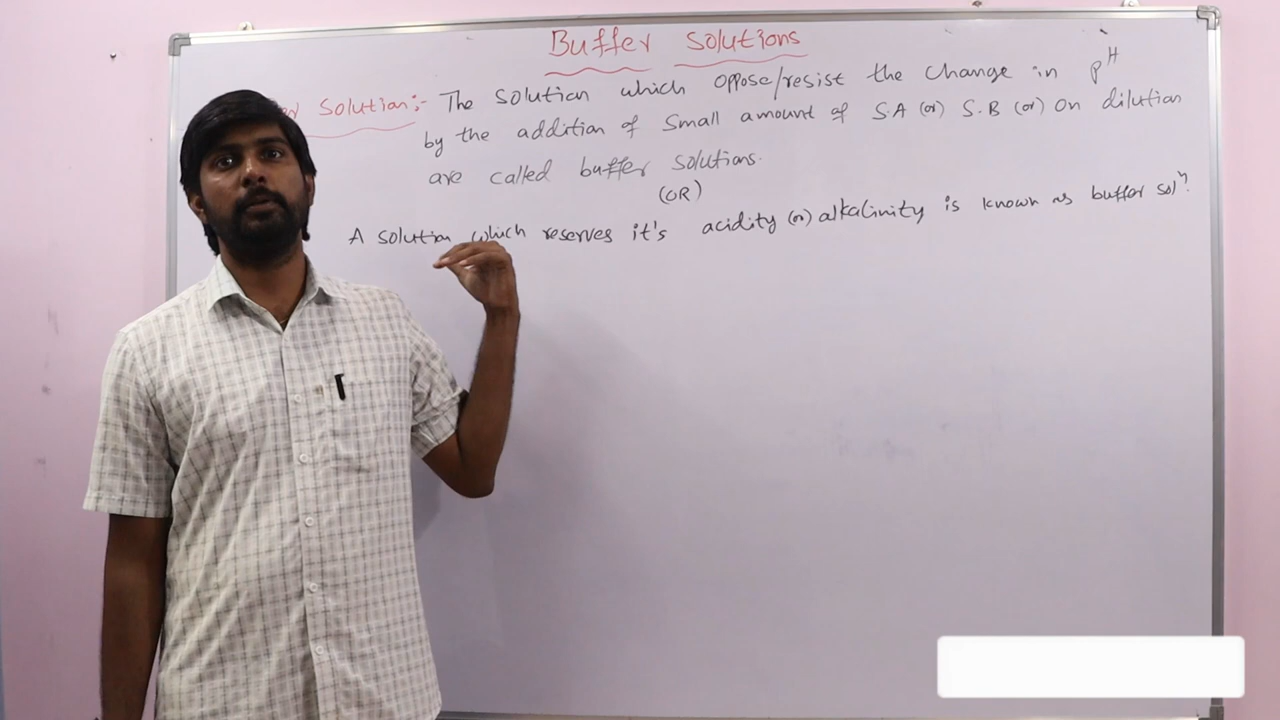 Buffer Solutions
Solution:- The solution which oppose/resist the change in pH
by the addition of small amount of S.A (or) S.B (or) On dilution
are called buffer solutions.
(OR)
A solution which reserves it's acidity (or) alkalinity is known as buffer solⁿ.